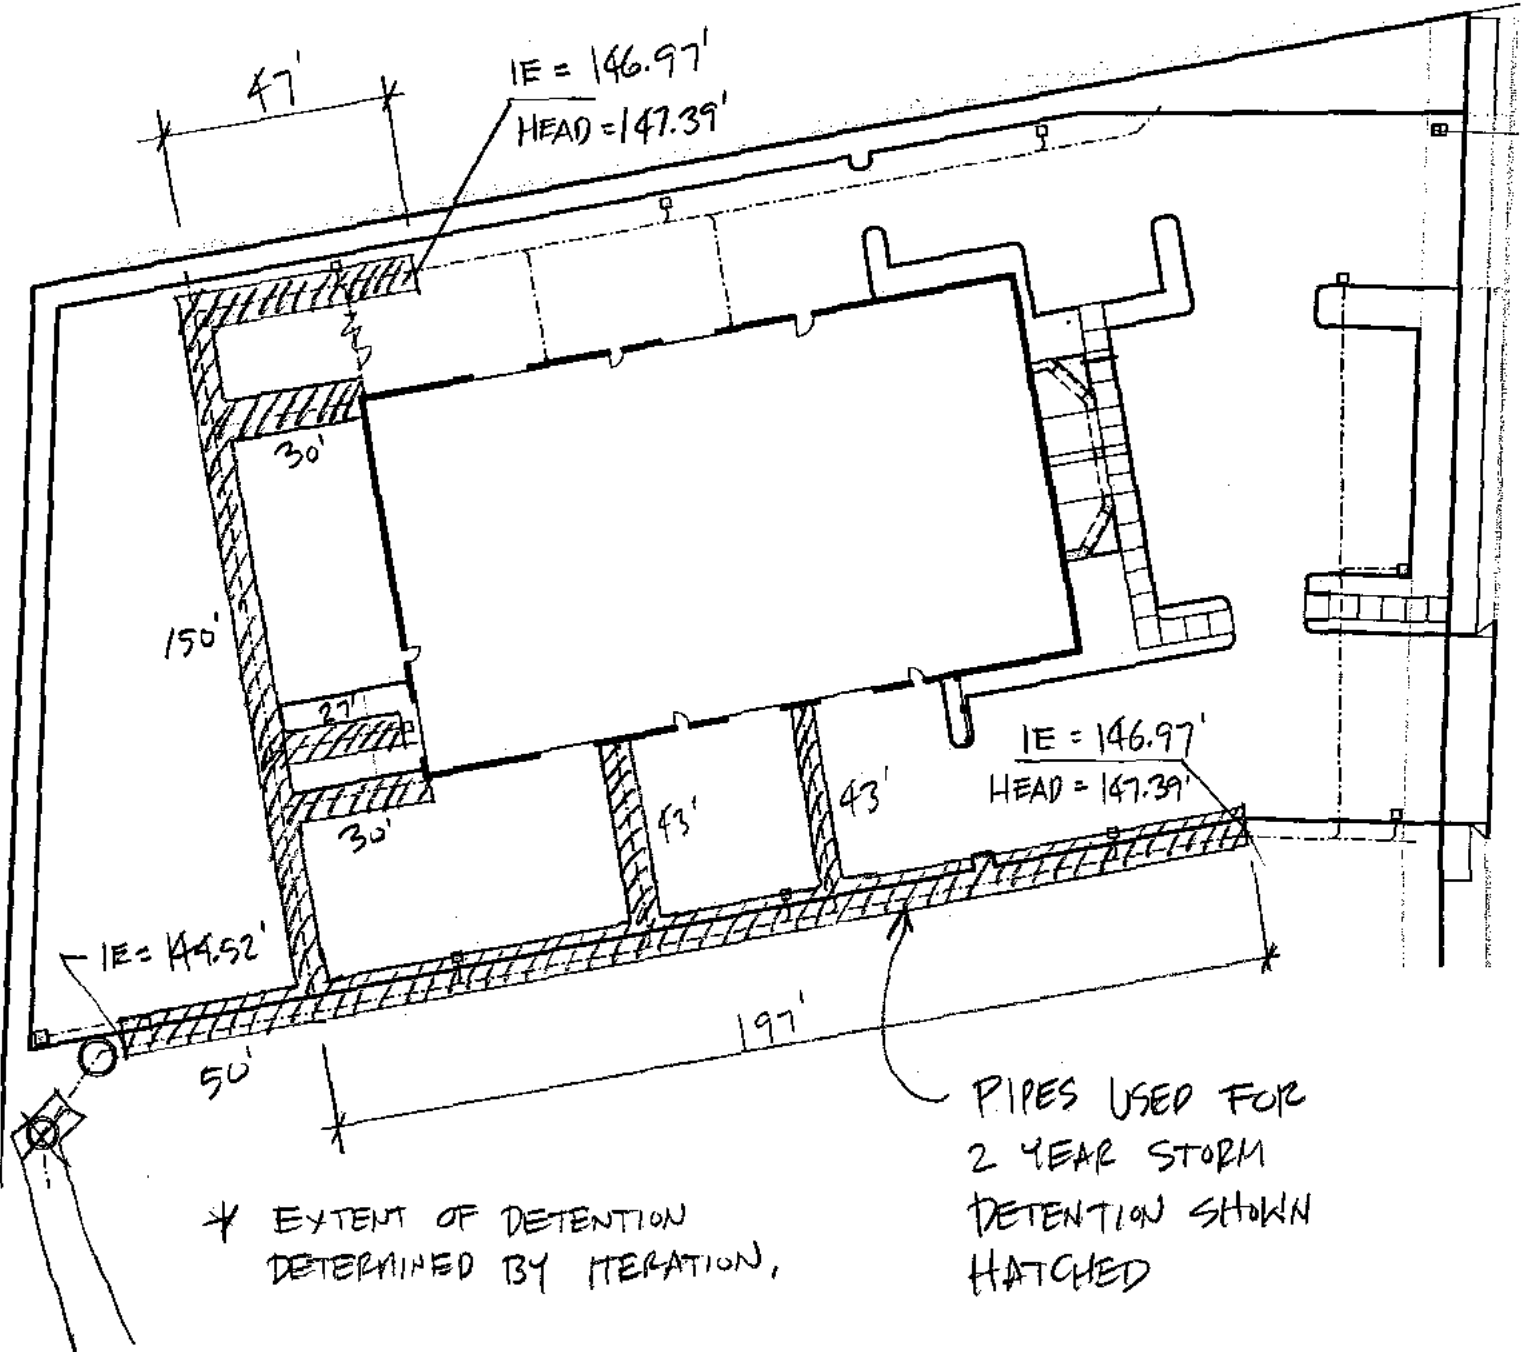 47'
IE = 146.97'
HEAD = 147.39'
30'
150'
27'
30'
43'
43'
IE = 146.97'
HEAD = 147.39'
IE = 144.52'
50'
197'
PIPES USED FOR
2 YEAR STORM
DETENTION SHOWN
HATCHED
* EXTENT OF DETENTION
DETERMINED BY ITERATION.